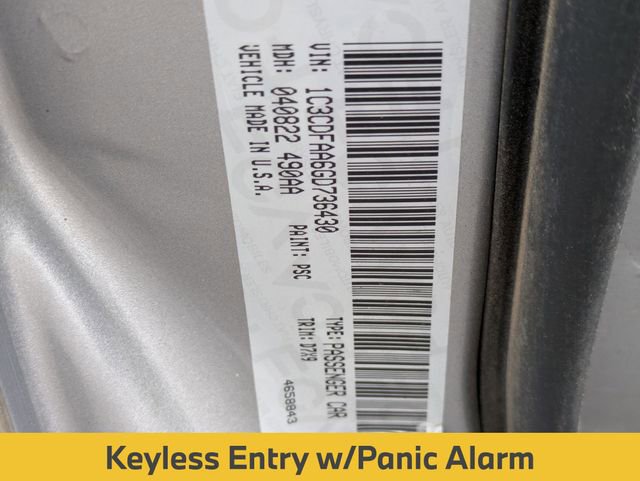 VIN: 1C3CDFAA6GD736430
TYPE: PASSENGER CAR
MDH: 040822 490AA
PAINT: PSC
TRIM: D7X9
VEHICLE MADE IN U.S.A.
4658843
Keyless Entry w/Panic Alarm